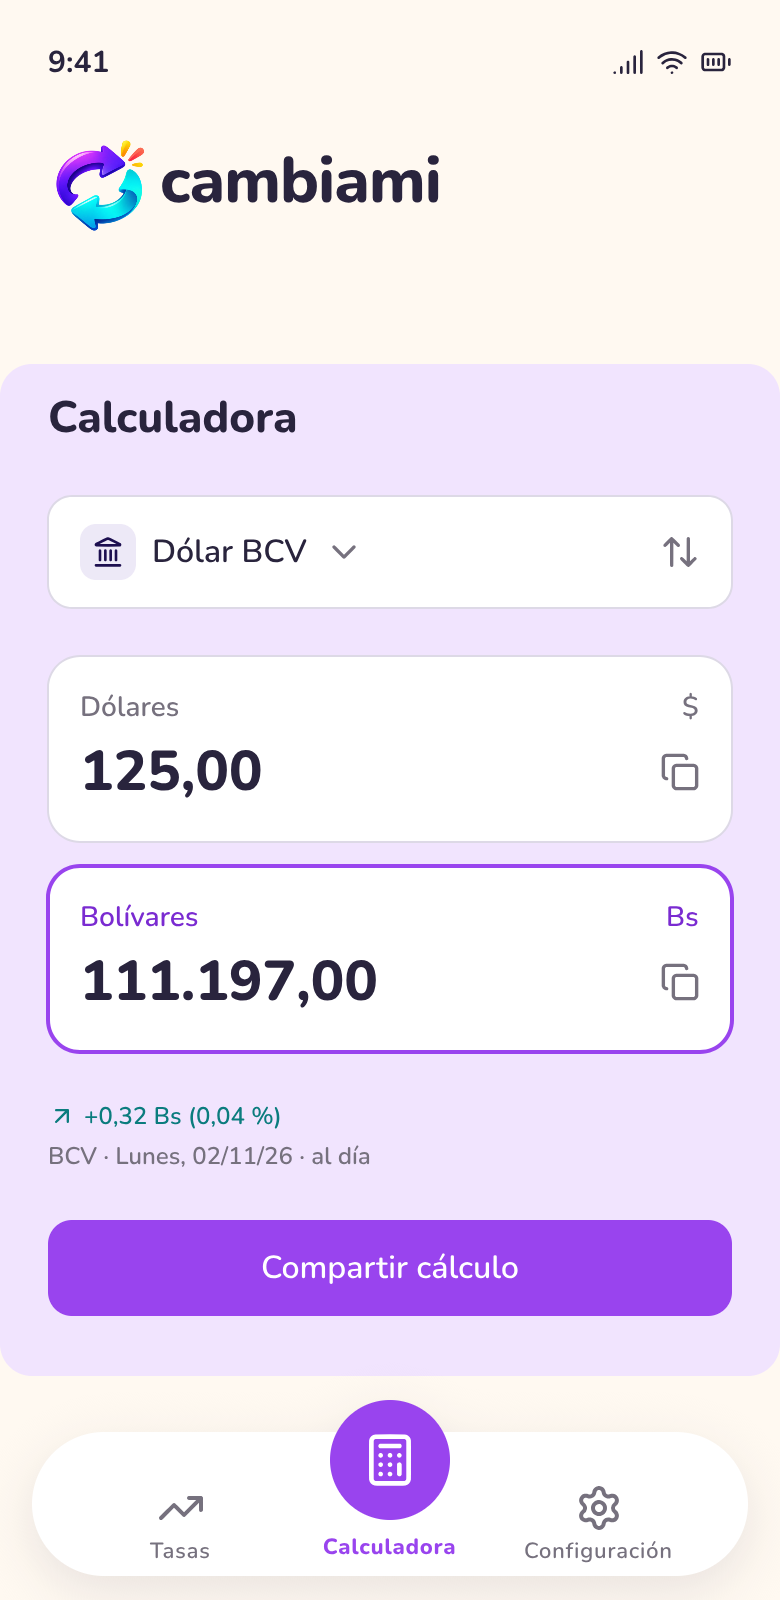 9:41
cambiami
Calculadora
Dólar BCV
Dólares $
125,00
Bolívares Bs
111.197,00
+0,32 Bs (0,04 %)
BCV · Lunes, 02/11/26 · al día
Compartir cálculo
Tasas Calculadora Configuración